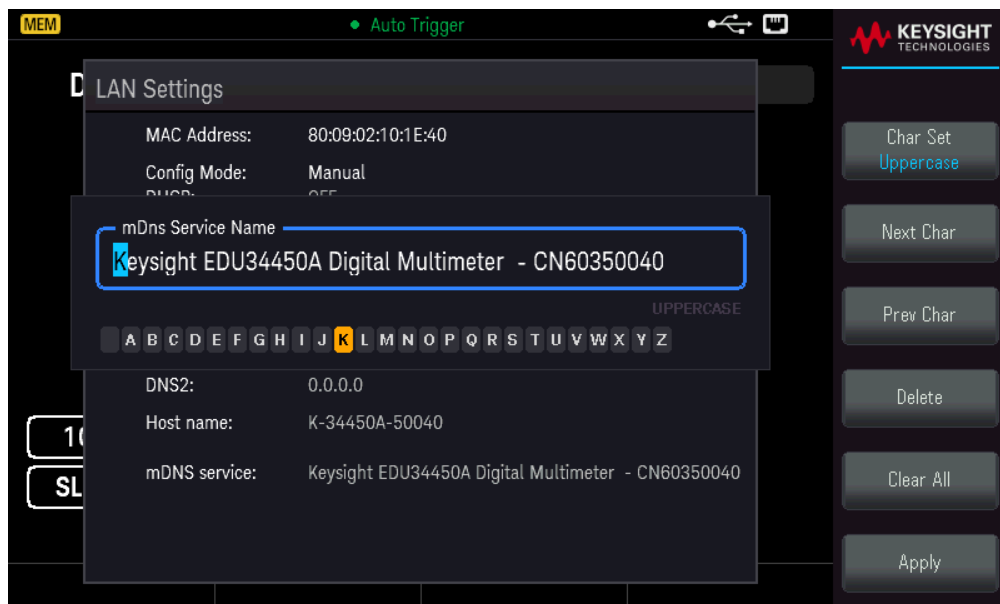 MEM
Auto Trigger
KEYSIGHT
TECHNOLOGIES
D
LAN Settings
MAC Address: 80:09:02:10:1E:40
Config Mode: Manual
mDns Service Name
Keysight EDU34450A Digital Multimeter - CN60350040
UPPERCASE
A B C D E F G H I J K L M N O P Q R S T U V W X Y Z
DNS2: 0.0.0.0
Host name: K-34450A-50040
mDNS service: Keysight EDU34450A Digital Multimeter - CN60350040
SL
Char Set
Uppercase
Next Char
Prev Char
Delete
Clear All
Apply